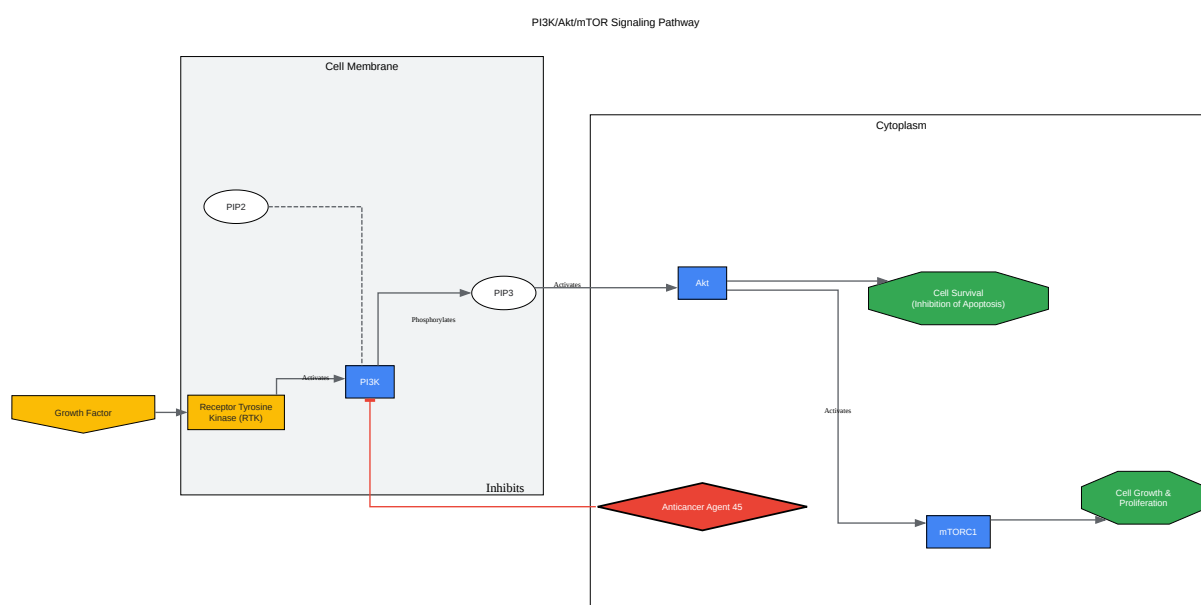 PI3K/Akt/mTOR Signaling Pathway
Cell Membrane
Cytoplasm
PIP2
PIP3
Activates
Akt
Cell Survival
(Inhibition of Apoptosis)
Phosphorylates
Activates
PI3K
Growth Factor
Receptor Tyrosine
Kinase (RTK)
Activates
Inhibits
Anticancer Agent 45
Cell Growth &
Proliferation
mTORC1